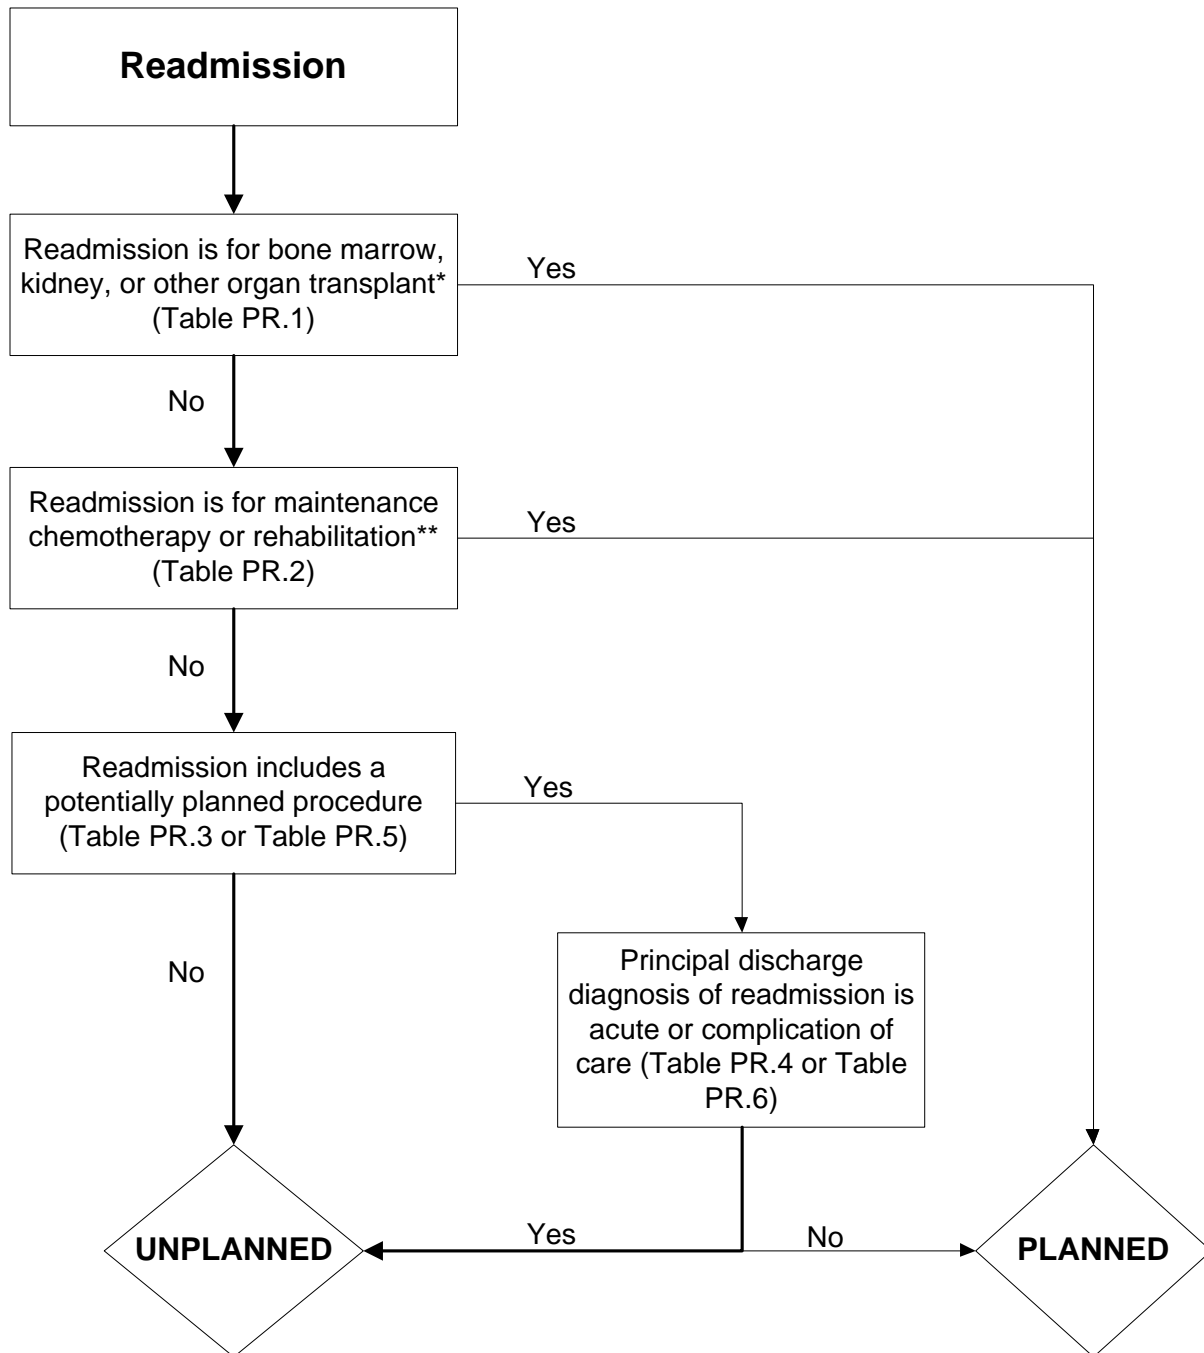 Readmission
Readmission is for bone marrow,
kidney, or other organ transplant*
(Table PR.1)
Yes
No
Readmission is for maintenance
chemotherapy or rehabilitation**
(Table PR.2)
Yes
No
Readmission includes a
potentially planned procedure
(Table PR.3 or Table PR.5)
Yes
No
Principal discharge
diagnosis of readmission is
acute or complication of
care (Table PR.4 or Table
PR.6)
Yes
No
UNPLANNED
PLANNED